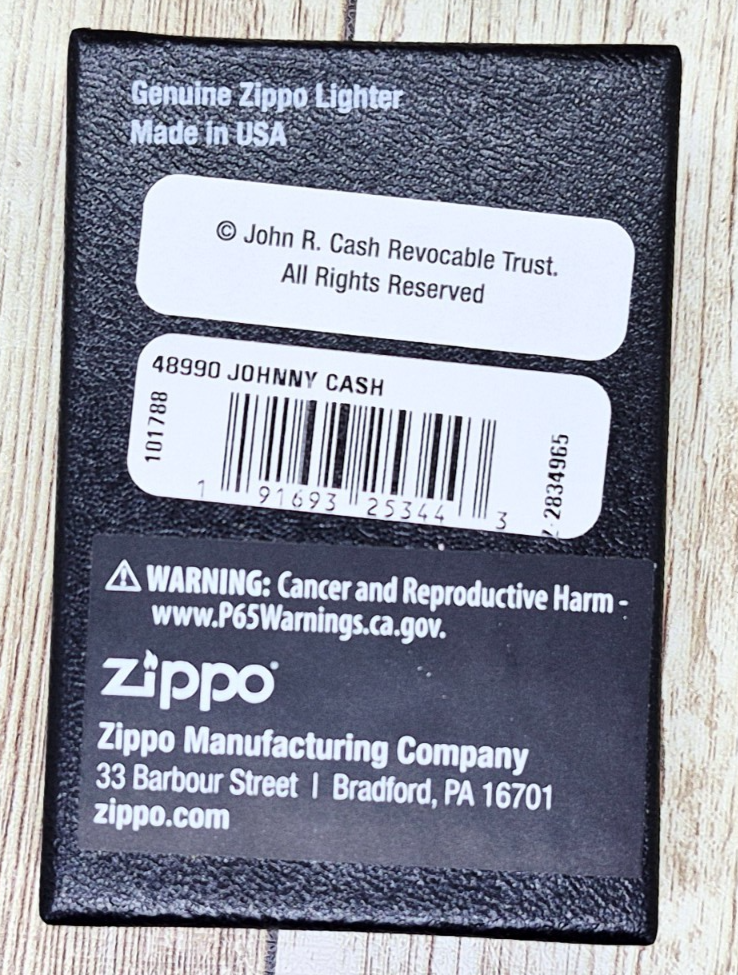 Genuine Zippo Lighter
Made in USA
© John R. Cash Revocable Trust.
All Rights Reserved
48990 JOHNNY CASH
101788
1 91693 25344 3
2834965
⚠ WARNING: Cancer and Reproductive Harm -
www.P65Warnings.ca.gov.
zippo
Zippo Manufacturing Company
33 Barbour Street | Bradford, PA 16701
zippo.com